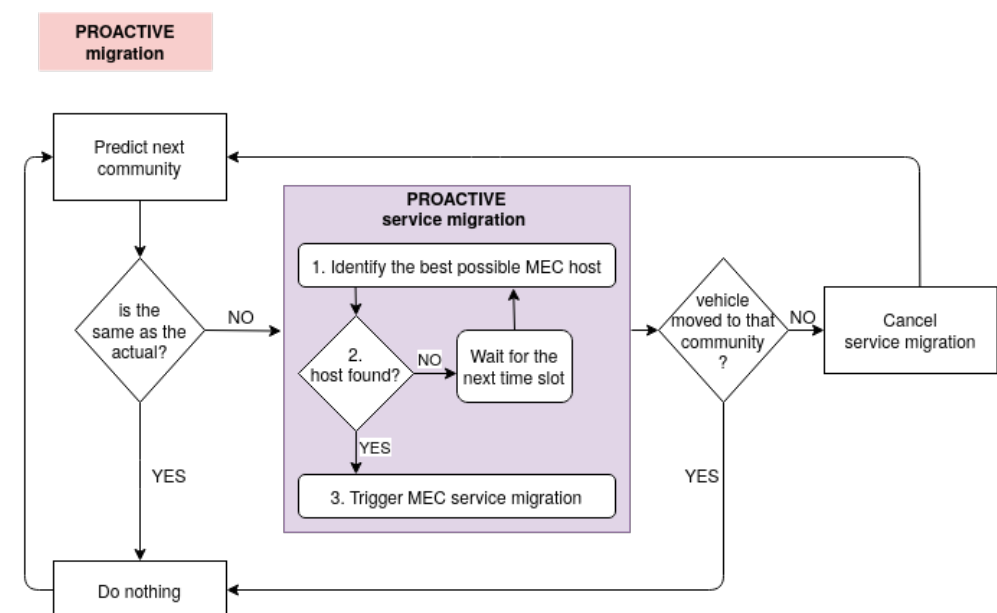 PROACTIVE
migration
Predict next
community
is the
same as the
actual?
NO
YES
Do nothing
PROACTIVE
service migration
1. Identify the best possible MEC host
2.
host found?
NO
Wait for the
next time slot
YES
3. Trigger MEC service migration
vehicle
moved to that
community
?
NO
YES
Cancel
service migration